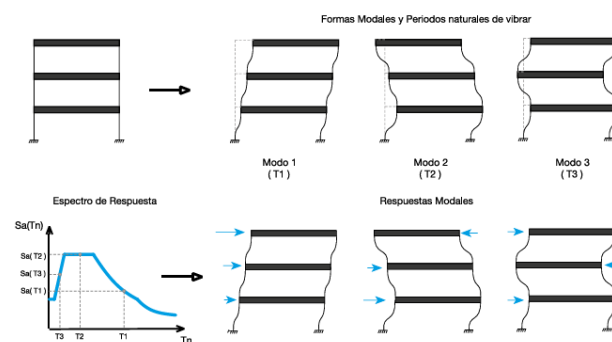 Formas Modales y Periodos naturales de vibrar
Modo 1
( T1 )
Modo 2
( T2 )
Modo 3
( T3 )
Espectro de Respuesta
Respuestas Modales
Sa(Tn)
Sa( T2 )
Sa( T3 )
Sa( T1 )
T3 T2 T1
Tn